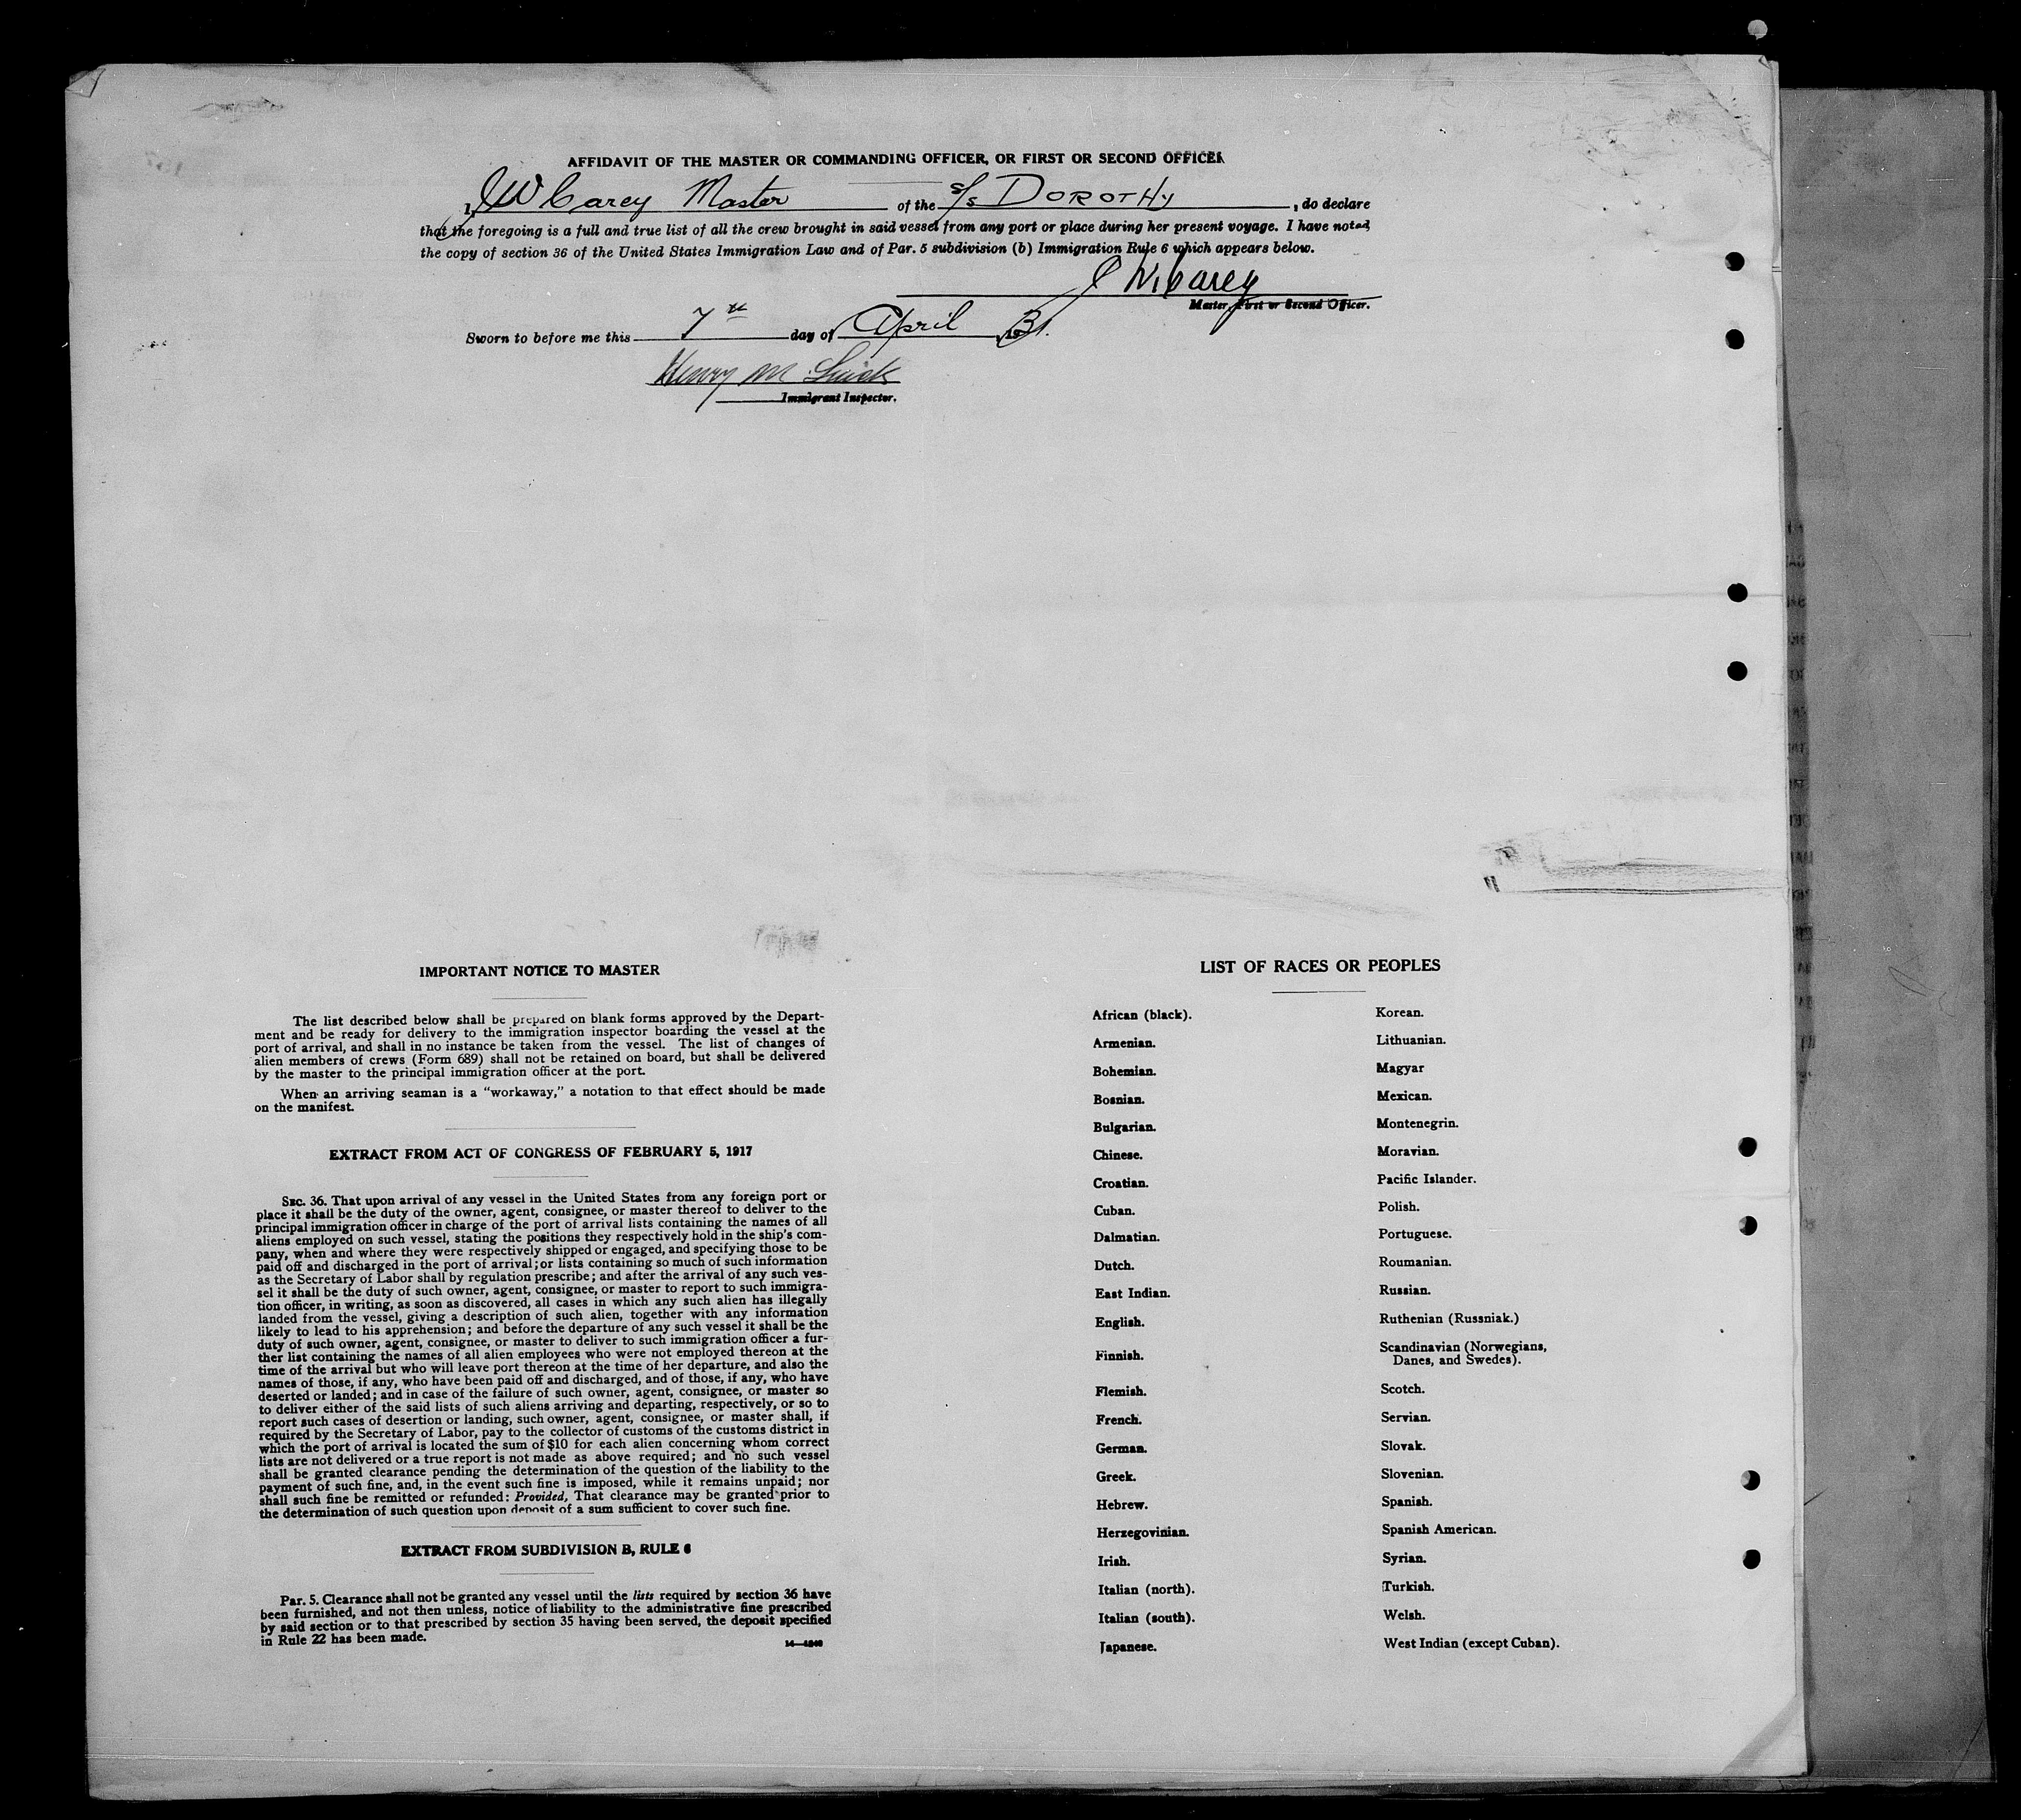 AFFIDAVIT OF THE MASTER OR COMMANDING OFFICER, OR FIRST OR SECOND OFFICER
I, J W Carey Master of the S/S DOROTHY, do declare
that the foregoing is a full and true list of all the crew brought in said vessel from any port or place during her present voyage. I have noted
the copy of section 36 of the United States Immigration Law and of Par. 5 subdivision (b) Immigration Rule 6 which appears below.
J W Carey
Master, First or Second Officer.
Sworn to before me this 7th day of April, 1931.
Henry M
Immigrant Inspector.
IMPORTANT NOTICE TO MASTER
The list described below shall be prepared on blank forms approved by the Depart-
ment and be ready for delivery to the immigration inspector boarding the vessel at the
port of arrival, and shall in no instance be taken from the vessel. The list of changes of
alien members of crews (Form 689) shall not be retained on board, but shall be delivered
by the master to the principal immigration officer at the port.
When an arriving seaman is a “workaway,” a notation to that effect should be made
on the manifest.
EXTRACT FROM ACT OF CONGRESS OF FEBRUARY 5, 1917
SEC. 36. That upon arrival of any vessel in the United States from any foreign port or
place it shall be the duty of the owner, agent, consignee, or master thereof to deliver to the
principal immigration officer in charge of the port of arrival lists containing the names of all
aliens employed on such vessel, stating the positions they respectively hold in the ship's com-
pany, when and where they were respectively shipped or engaged, and specifying those to be
paid off and discharged in the port of arrival; or lists containing so much of such information
as the Secretary of Labor shall by regulation prescribe; and after the arrival of any such ves-
sel it shall be the duty of such owner, agent, consignee, or master to report to such immigra-
tion officer, in writing, as soon as discovered, all cases in which any such alien has illegally
landed from the vessel, giving a description of such alien, together with any information
likely to lead to his apprehension; and before the departure of any such vessel it shall be the
duty of such owner, agent, consignee, or master to deliver to such immigration officer a fur-
ther list containing the names of all alien employees who were not employed thereon at the
time of the arrival but who will leave port thereon at the time of her departure, and also the
names of those, if any, who have been paid off and discharged, and of those, if any, who have
deserted or landed; and in case of the failure of such owner, agent, consignee, or master so
to deliver either of the said lists of such aliens arriving and departing, respectively, or so to
report such cases of desertion or landing, such owner, agent, consignee, or master shall, if
required by the Secretary of Labor, pay to the collector of customs of the customs district in
which the port of arrival is located the sum of $10 for each alien concerning whom correct
lists are not delivered or a true report is not made as above required; and no such vessel
shall be granted clearance pending the determination of the question of the liability to the
payment of such fine, and, in the event such fine is imposed, while it remains unpaid; nor
shall such fine be remitted or refunded: Provided, That clearance may be granted prior to
the determination of such question upon deposit of a sum sufficient to cover such fine.
EXTRACT FROM SUBDIVISION B, RULE 6
Par. 5. Clearance shall not be granted any vessel until the lists required by section 36 have
been furnished, and not then unless, notice of liability to the administrative fine prescribed
by said section or to that prescribed by section 35 having been served, the deposit specified
in Rule 22 has been made.
LIST OF RACES OR PEOPLES
African (black).
Armenian.
Bohemian.
Bosnian.
Bulgarian.
Chinese.
Croatian.
Cuban.
Dalmatian.
Dutch.
East Indian.
English.
Finnish.
Flemish.
French.
German.
Greek.
Hebrew.
Herzegovinian.
Irish.
Italian (north).
Italian (south).
Japanese.
Korean.
Lithuanian.
Magyar
Mexican.
Montenegrin.
Moravian.
Pacific Islander.
Polish.
Portuguese.
Roumanian.
Russian.
Ruthenian (Russniak.)
Scandinavian (Norwegians,
Danes, and Swedes).
Scotch.
Servian.
Slovak.
Slovenian.
Spanish.
Spanish American.
Syrian.
Turkish.
Welsh.
West Indian (except Cuban).